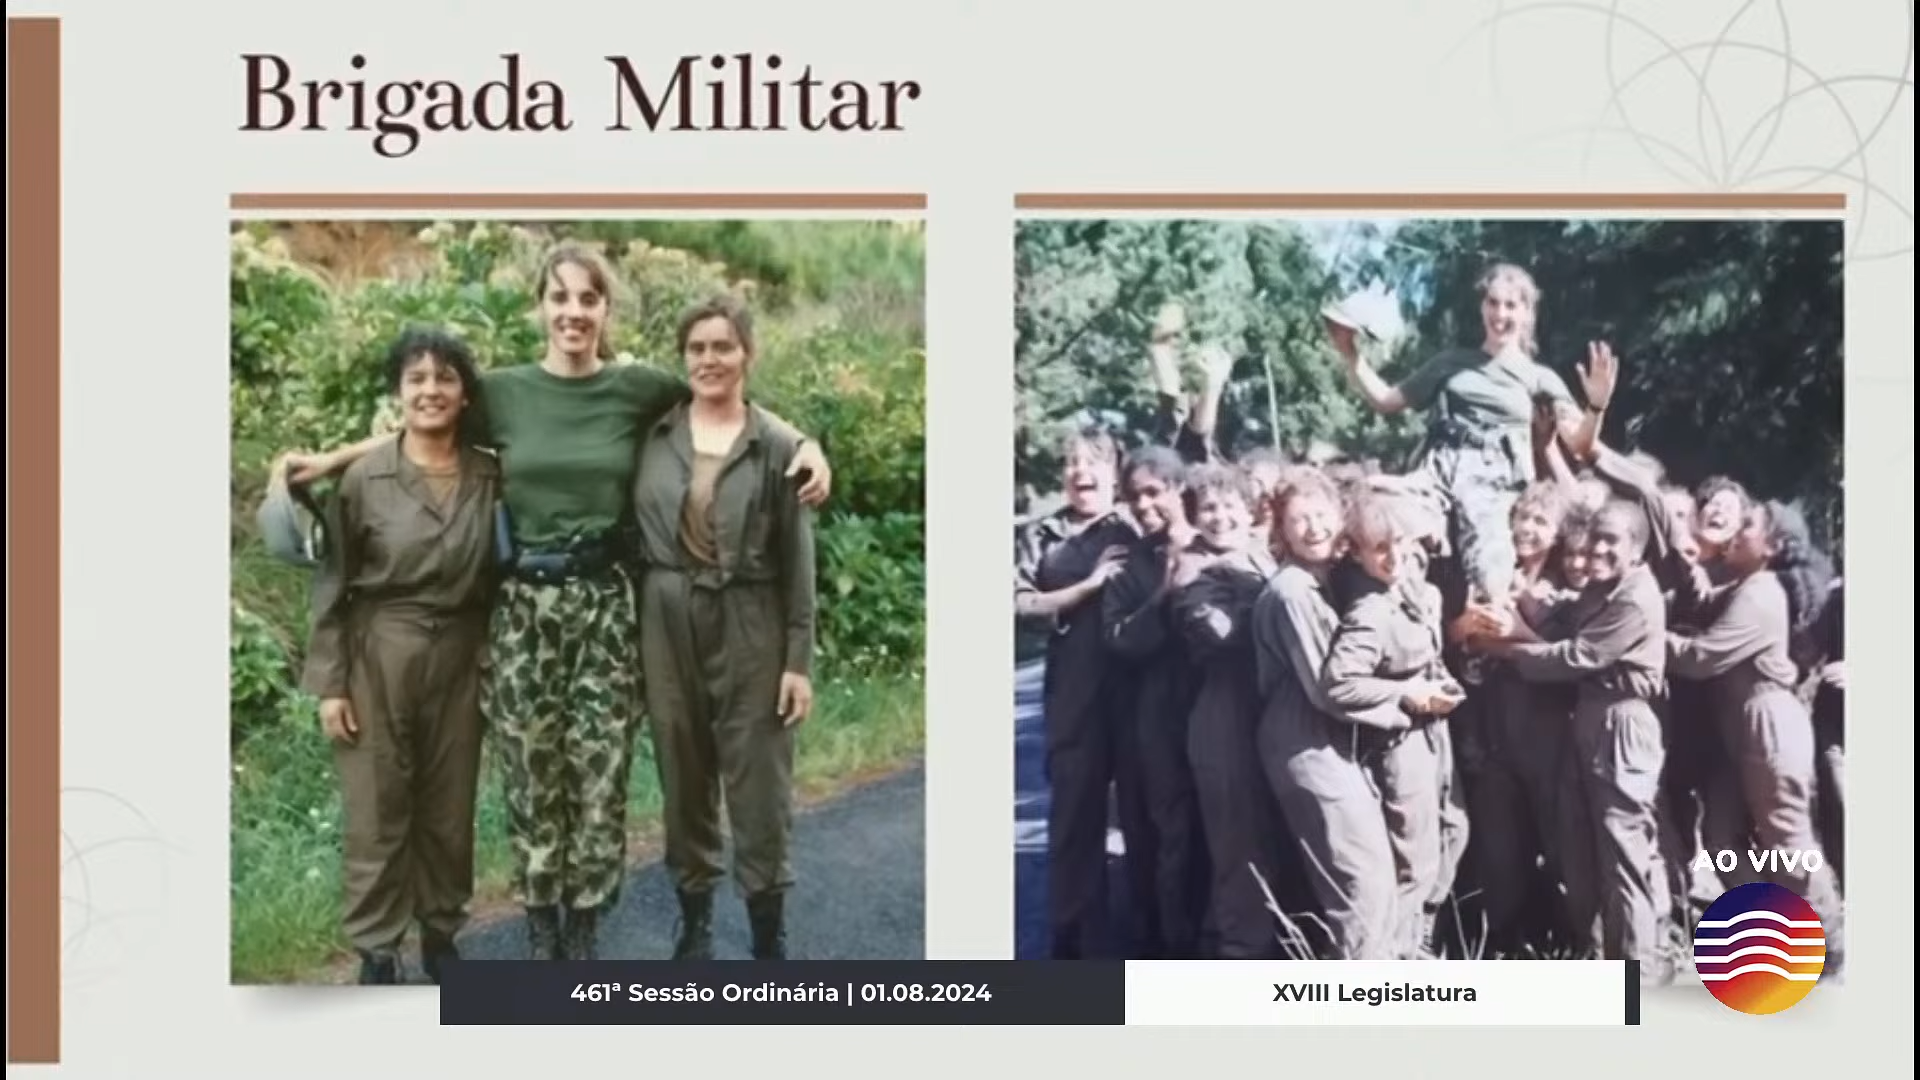 Brigada Militar
AO VIVO
461ª Sessão Ordinária | 01.08.2024
XVIII Legislatura